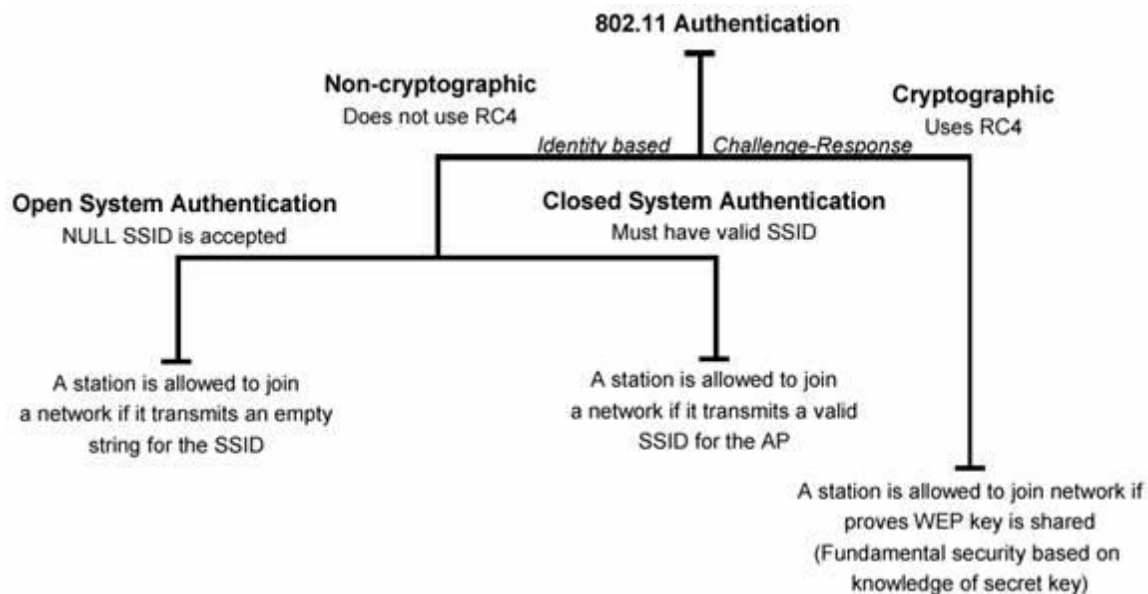 802.11 Authentication
Non-cryptographic
Does not use RC4
Cryptographic
Uses RC4
Identity based
Challenge-Response
Open System Authentication
NULL SSID is accepted
Closed System Authentication
Must have valid SSID
A station is allowed to join
a network if it transmits an empty
string for the SSID
A station is allowed to join
a network if it transmits a valid
SSID for the AP
A station is allowed to join network if
proves WEP key is shared
(Fundamental security based on
knowledge of secret key)